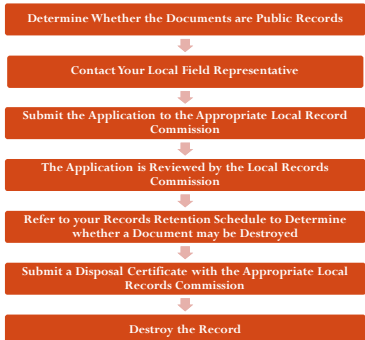 Determine Whether the Documents are Public Records
Contact Your Local Field Representative
Submit the Application to the Appropriate Local Record
Commission
The Application is Reviewed by the Local Records
Commission
Refer to your Records Retention Schedule to Determine
whether a Document may be Destroyed
Submit a Disposal Certificate with the Appropriate Local
Records Commission
Destroy the Record